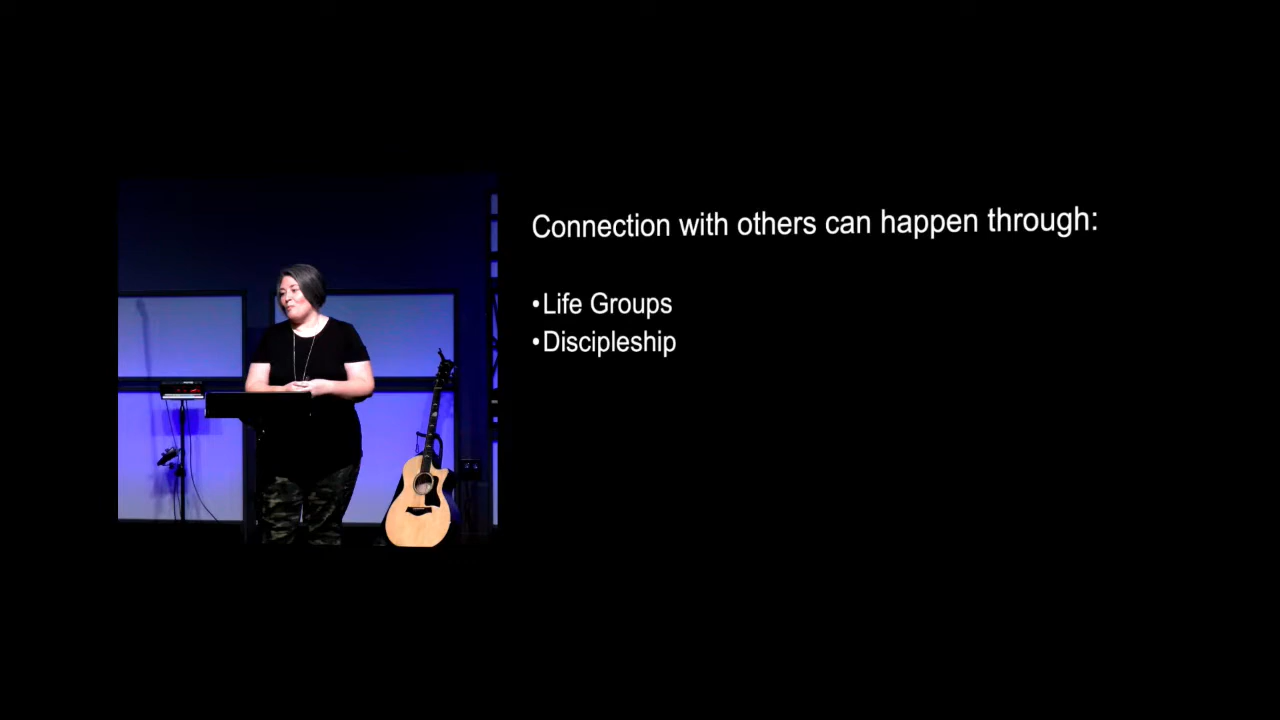 Connection with others can happen through:
•Life Groups
•Discipleship